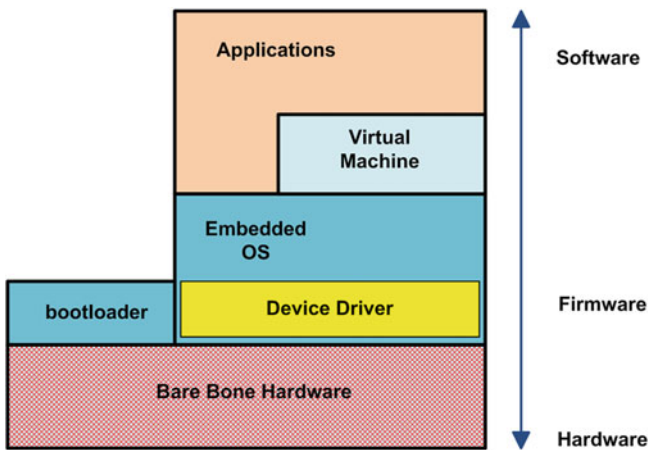 Applications
Software
Virtual
Machine
Embedded
OS
bootloader
Device Driver
Firmware
Bare Bone Hardware
Hardware